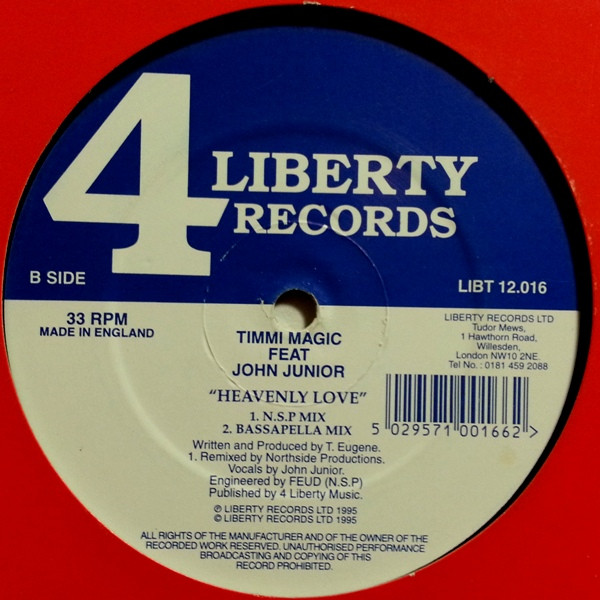 4 LIBERTY
RECORDS
B SIDE
LIBT 12.016
33 RPM
MADE IN ENGLAND
TIMMI MAGIC
FEAT
JOHN JUNIOR
LIBERTY RECORDS LTD
Tudor Mews,
1 Hawthorn Road,
Willesden,
London NW10 2NE.
Tel No. : 0181 459 2088
"HEAVENLY LOVE"
1. N.S.P MIX
2. BASSAPELLA MIX
5 029571 001662 >
Written and Produced by T. Eugene.
1. Remixed by Northside Productions.
Vocals by John Junior.
Engineered by FEUD (N.S.P)
Published by 4 Liberty Music.
℗ LIBERTY RECORDS LTD 1995
© LIBERTY RECORDS LTD 1995
ALL RIGHTS OF THE MANUFACTURER AND OF THE OWNER OF THE
RECORDED WORK RESERVED. UNAUTHORISED PERFORMANCE
BROADCASTING AND COPYING OF THIS
RECORD PROHIBITED.